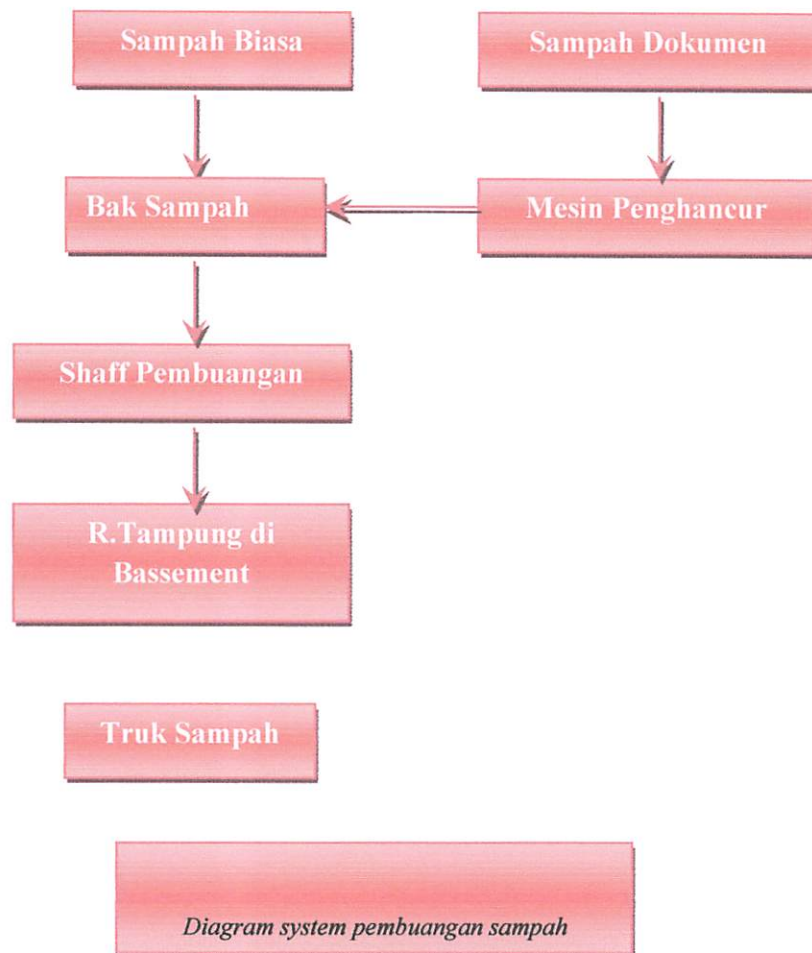 Sampah Biasa
Sampah Dokumen
Bak Sampah
Mesin Penghancur
Shaff Pembuangan
R.Tampung di
Bassement
Truk Sampah
Diagram system pembuangan sampah